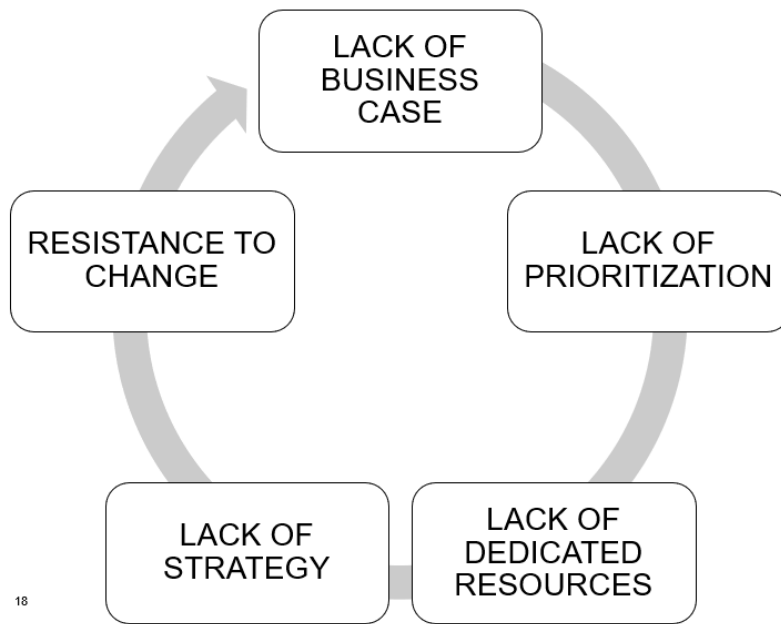 LACK OF
BUSINESS
CASE
LACK OF
PRIORITIZATION
LACK OF
DEDICATED
RESOURCES
LACK OF
STRATEGY
RESISTANCE TO
CHANGE
18